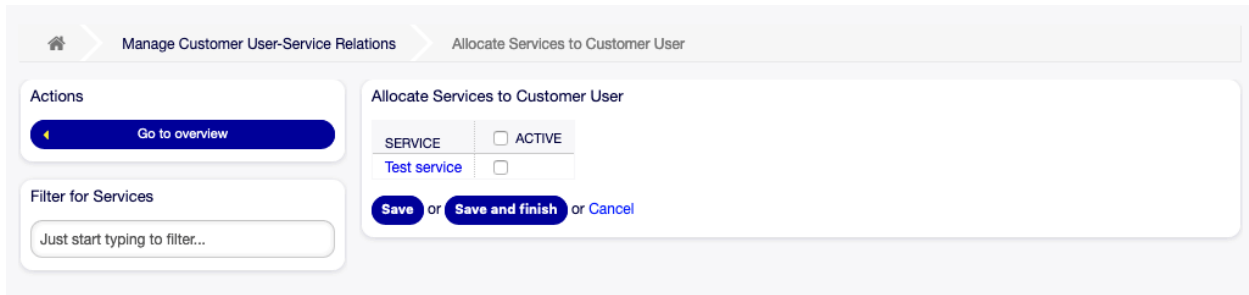 Manage Customer User-Service Relations
Allocate Services to Customer User
Actions
Go to overview
Filter for Services
Just start typing to filter...
Allocate Services to Customer User
SERVICE ACTIVE
Test service
Save or Save and finish or Cancel